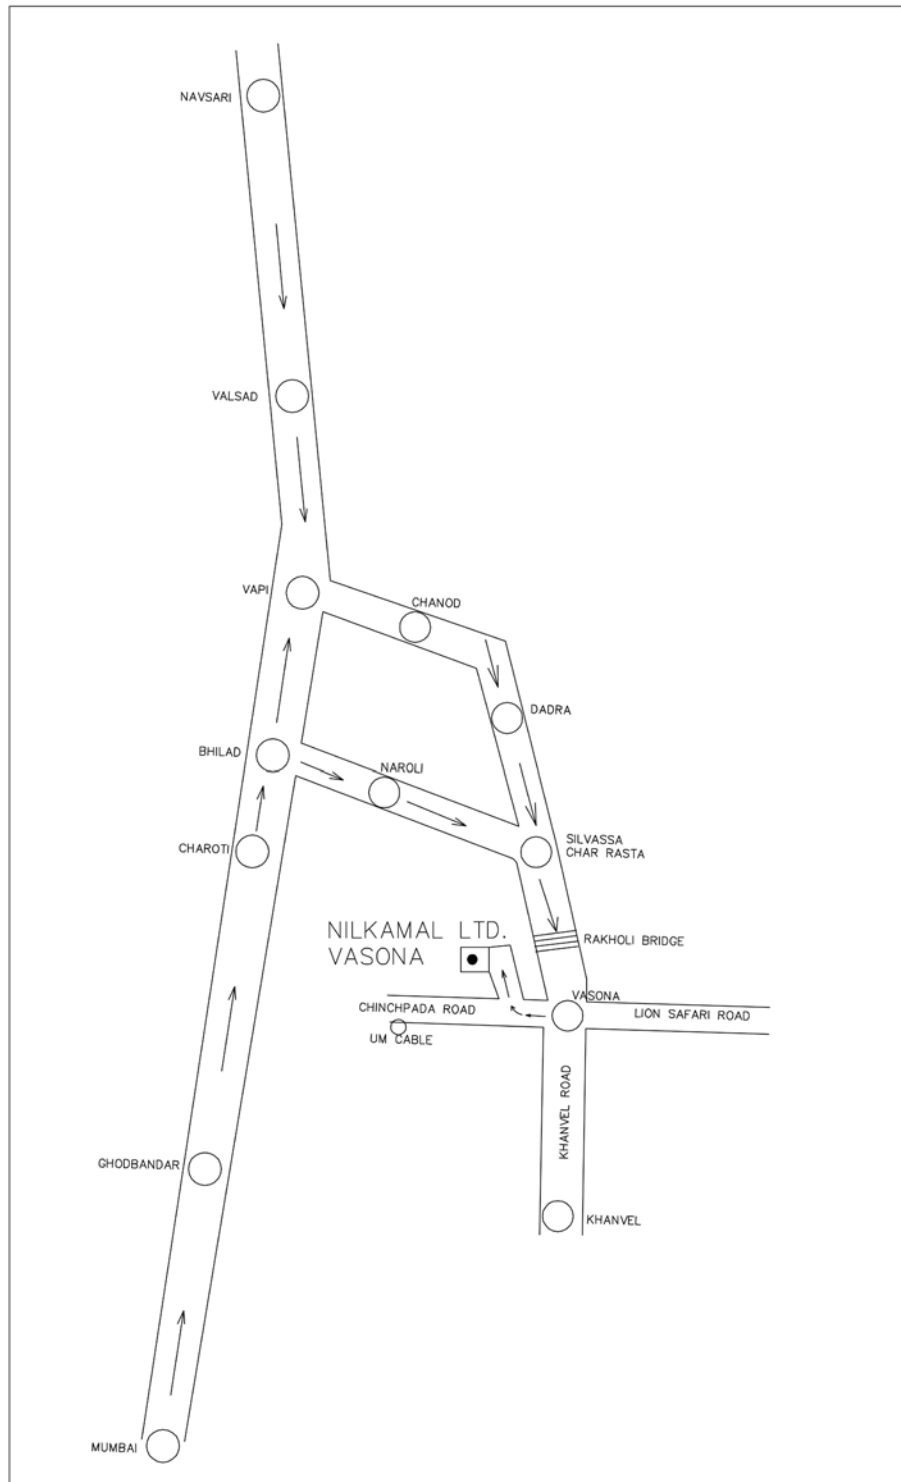 NAVSARI
VALSAD
VAPI
CHANOD
DADRA
BHILAD
NAROLI
CHAROTI
SILVASSA
CHAR RASTA
NILKAMAL LTD.
VASONA
RAKHOLI BRIDGE
VASONA
CHINCHPADA ROAD
LION SAFARI ROAD
UM CABLE
KHANVEL ROAD
GHODBANDAR
KHANVEL
MUMBAI